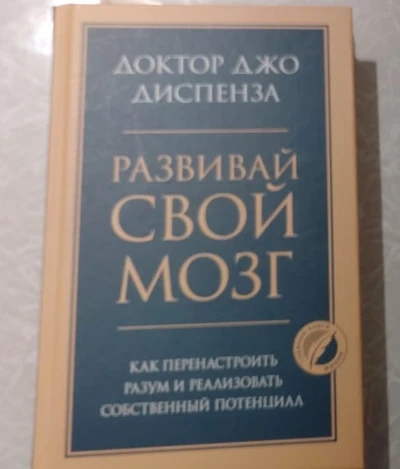 ДОКТОР ДЖО
ДИСПЕНЗА
РАЗВИВАЙ
СВОЙ
МОЗГ
КАК ПЕРЕНАСТРОИТЬ
РАЗУМ И РЕАЛИЗОВАТЬ
СОБСТВЕННЫЙ ПОТЕНЦИАЛ